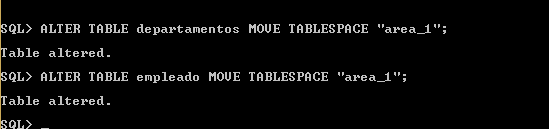 SQL> ALTER TABLE departamentos MOVE TABLESPACE "area_1";
Table altered.
SQL> ALTER TABLE empleado MOVE TABLESPACE "area_1";
Table altered.
SQL> _